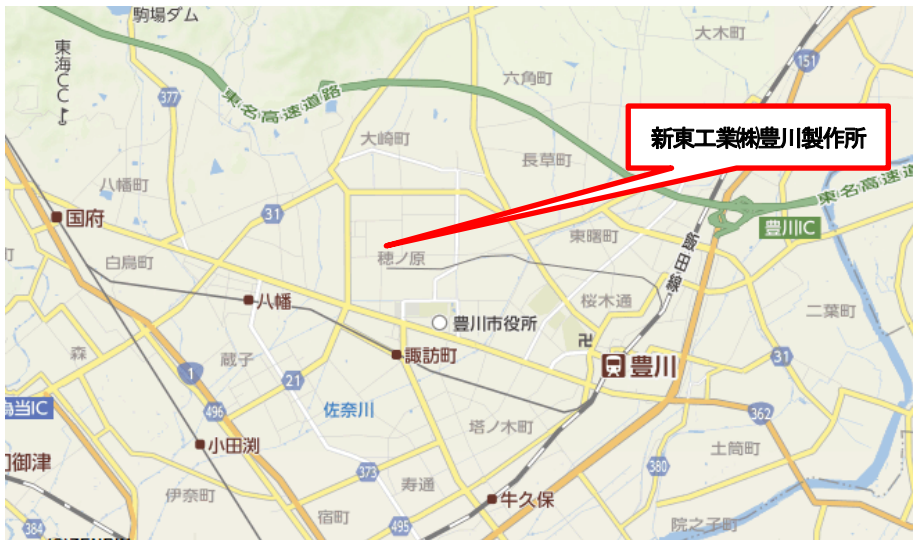 駒場ダム
大木町
東海CC
151
六角町
377
東名高速道路
大崎町
新東工業㈱豊川製作所
長草町
八幡町
東名高速道
国府
31
豊川IC
東曙町
飯田線
白鳥町
穂ノ原
八幡
桜木通
二葉町
豊川市役所
森
蔵子
諏訪町
豊川
31
1
21
佐奈川
496
362
塔ノ木町
小田渕
土筒町
御津
373
380
伊奈町
寿通
牛久保
宿町
495
院之子町
384